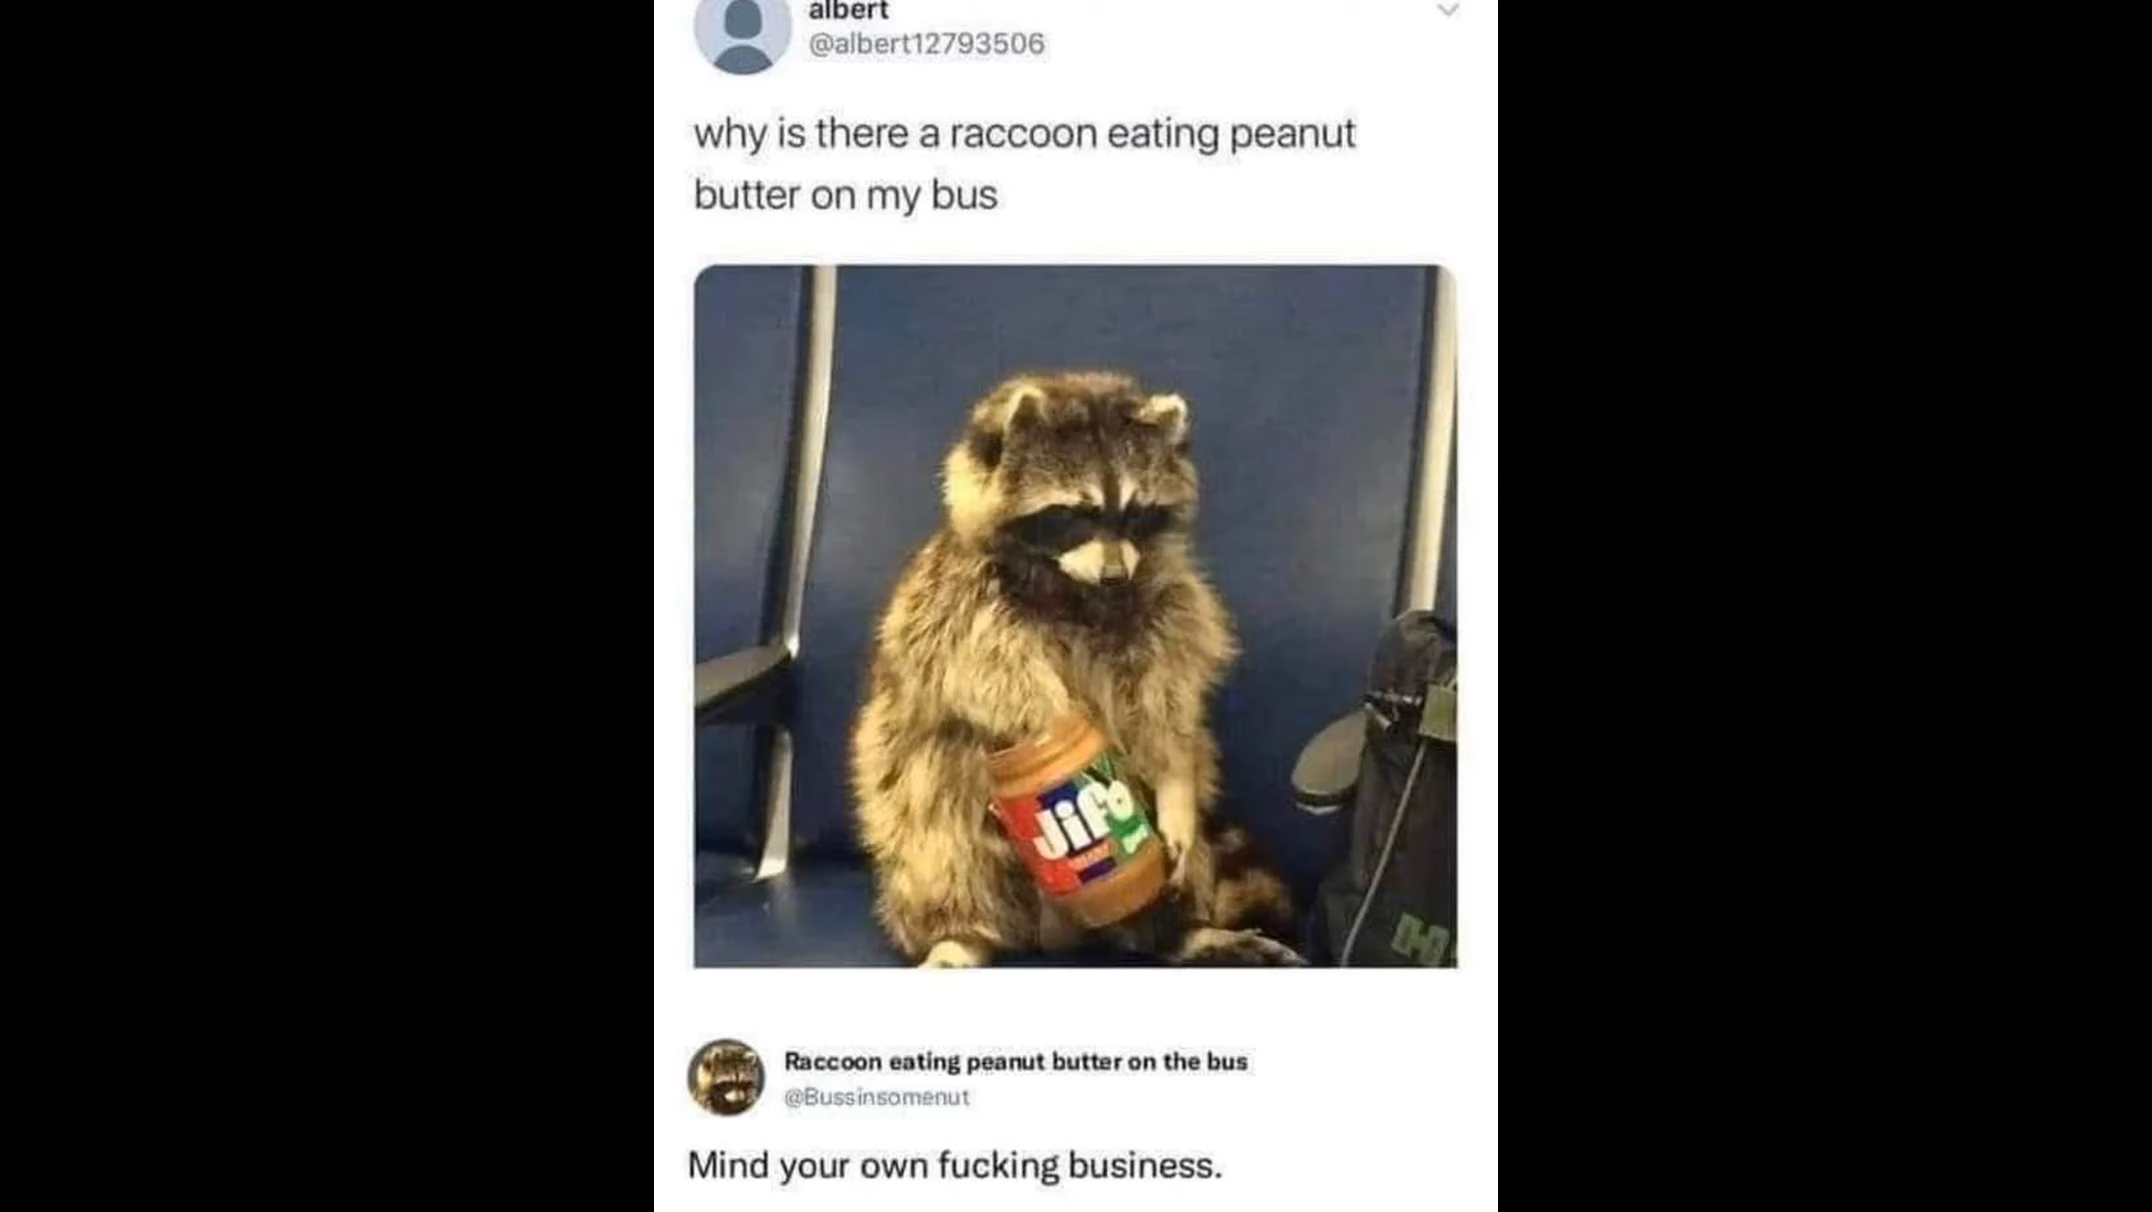 albert
@albert12793506
why is there a raccoon eating peanut
butter on my bus
Jif
Raccoon eating peanut butter on the bus
@Bussinsomenut
Mind your own fucking business.